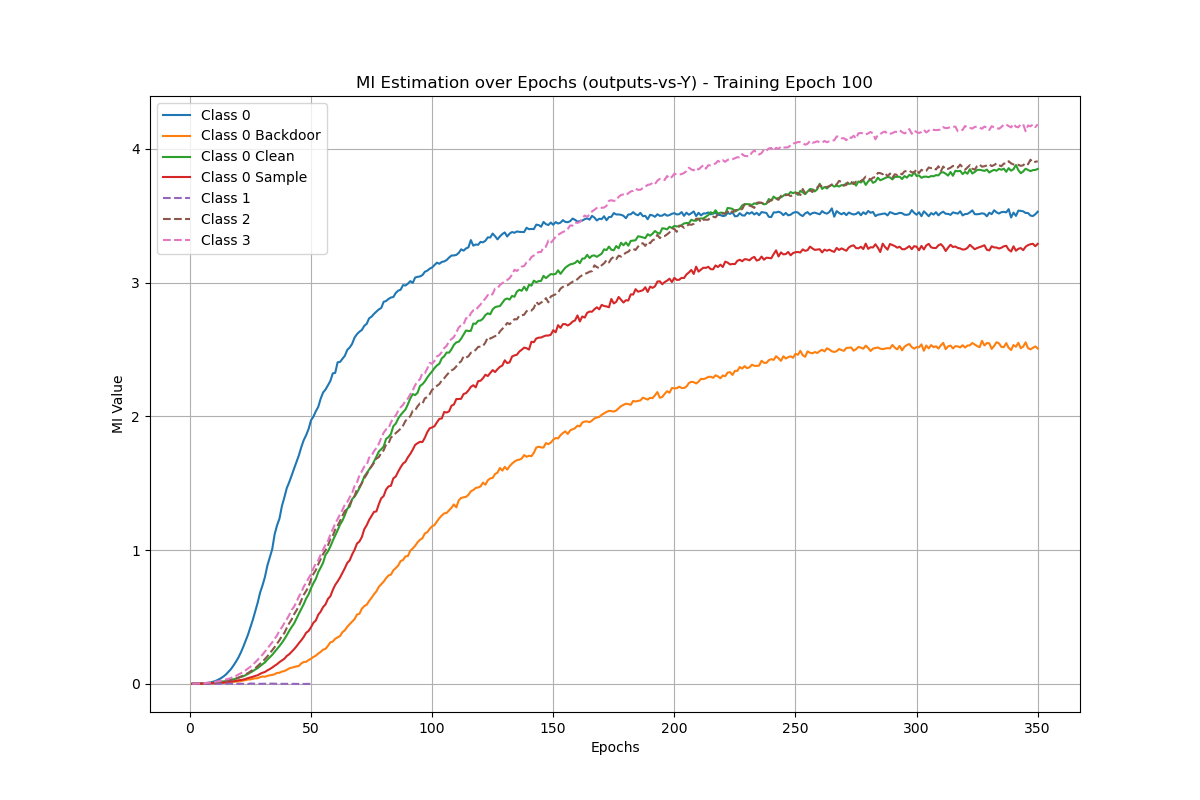 MI Estimation over Epochs (outputs-vs-Y) - Training Epoch 100
Class 0
Class 0 Backdoor
Class 0 Clean
Class 0 Sample
Class 1
Class 2
Class 3
MI Value
4
3
2
1
0
0 50 100 150 200 250 300 350
Epochs